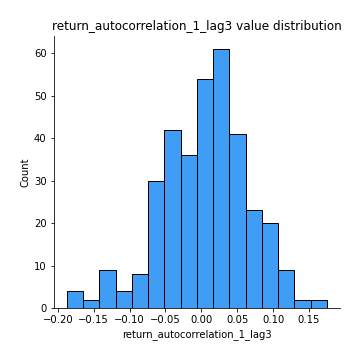 return_autocorrelation_1_lag3 value distribution
60
50
40
30
20
10
0
Count
−0.20 −0.15 −0.10 −0.05 0.00 0.05 0.10 0.15
return_autocorrelation_1_lag3